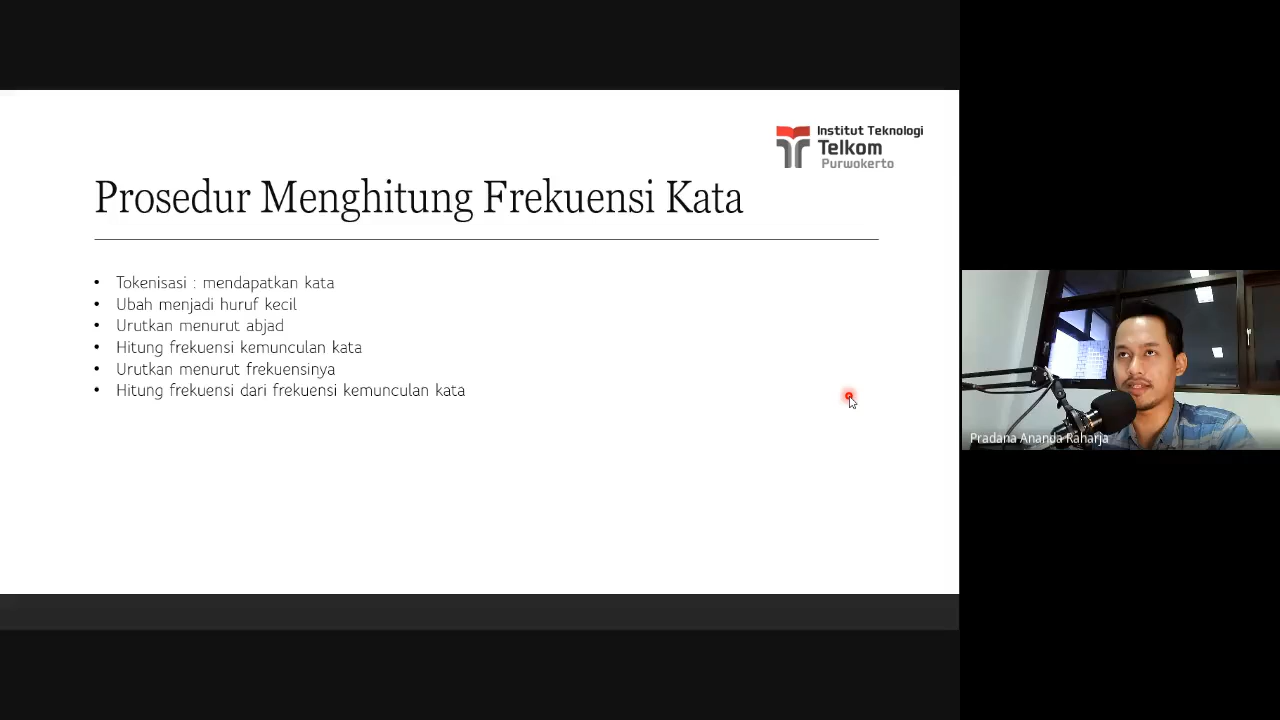 Institut Teknologi
Telkom
Purwokerto
Prosedur Menghitung Frekuensi Kata
• Tokenisasi : mendapatkan kata
• Ubah menjadi huruf kecil
• Urutkan menurut abjad
• Hitung frekuensi kemunculan kata
• Urutkan menurut frekuensinya
• Hitung frekuensi dari frekuensi kemunculan kata
Pradana Ananda Raharja